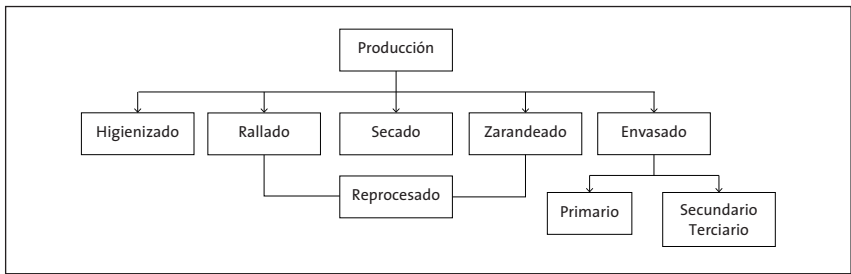 Producción
Higienizado
Rallado
Secado
Zarandeado
Envasado
Reprocesado
Primario
Secundario
Terciario